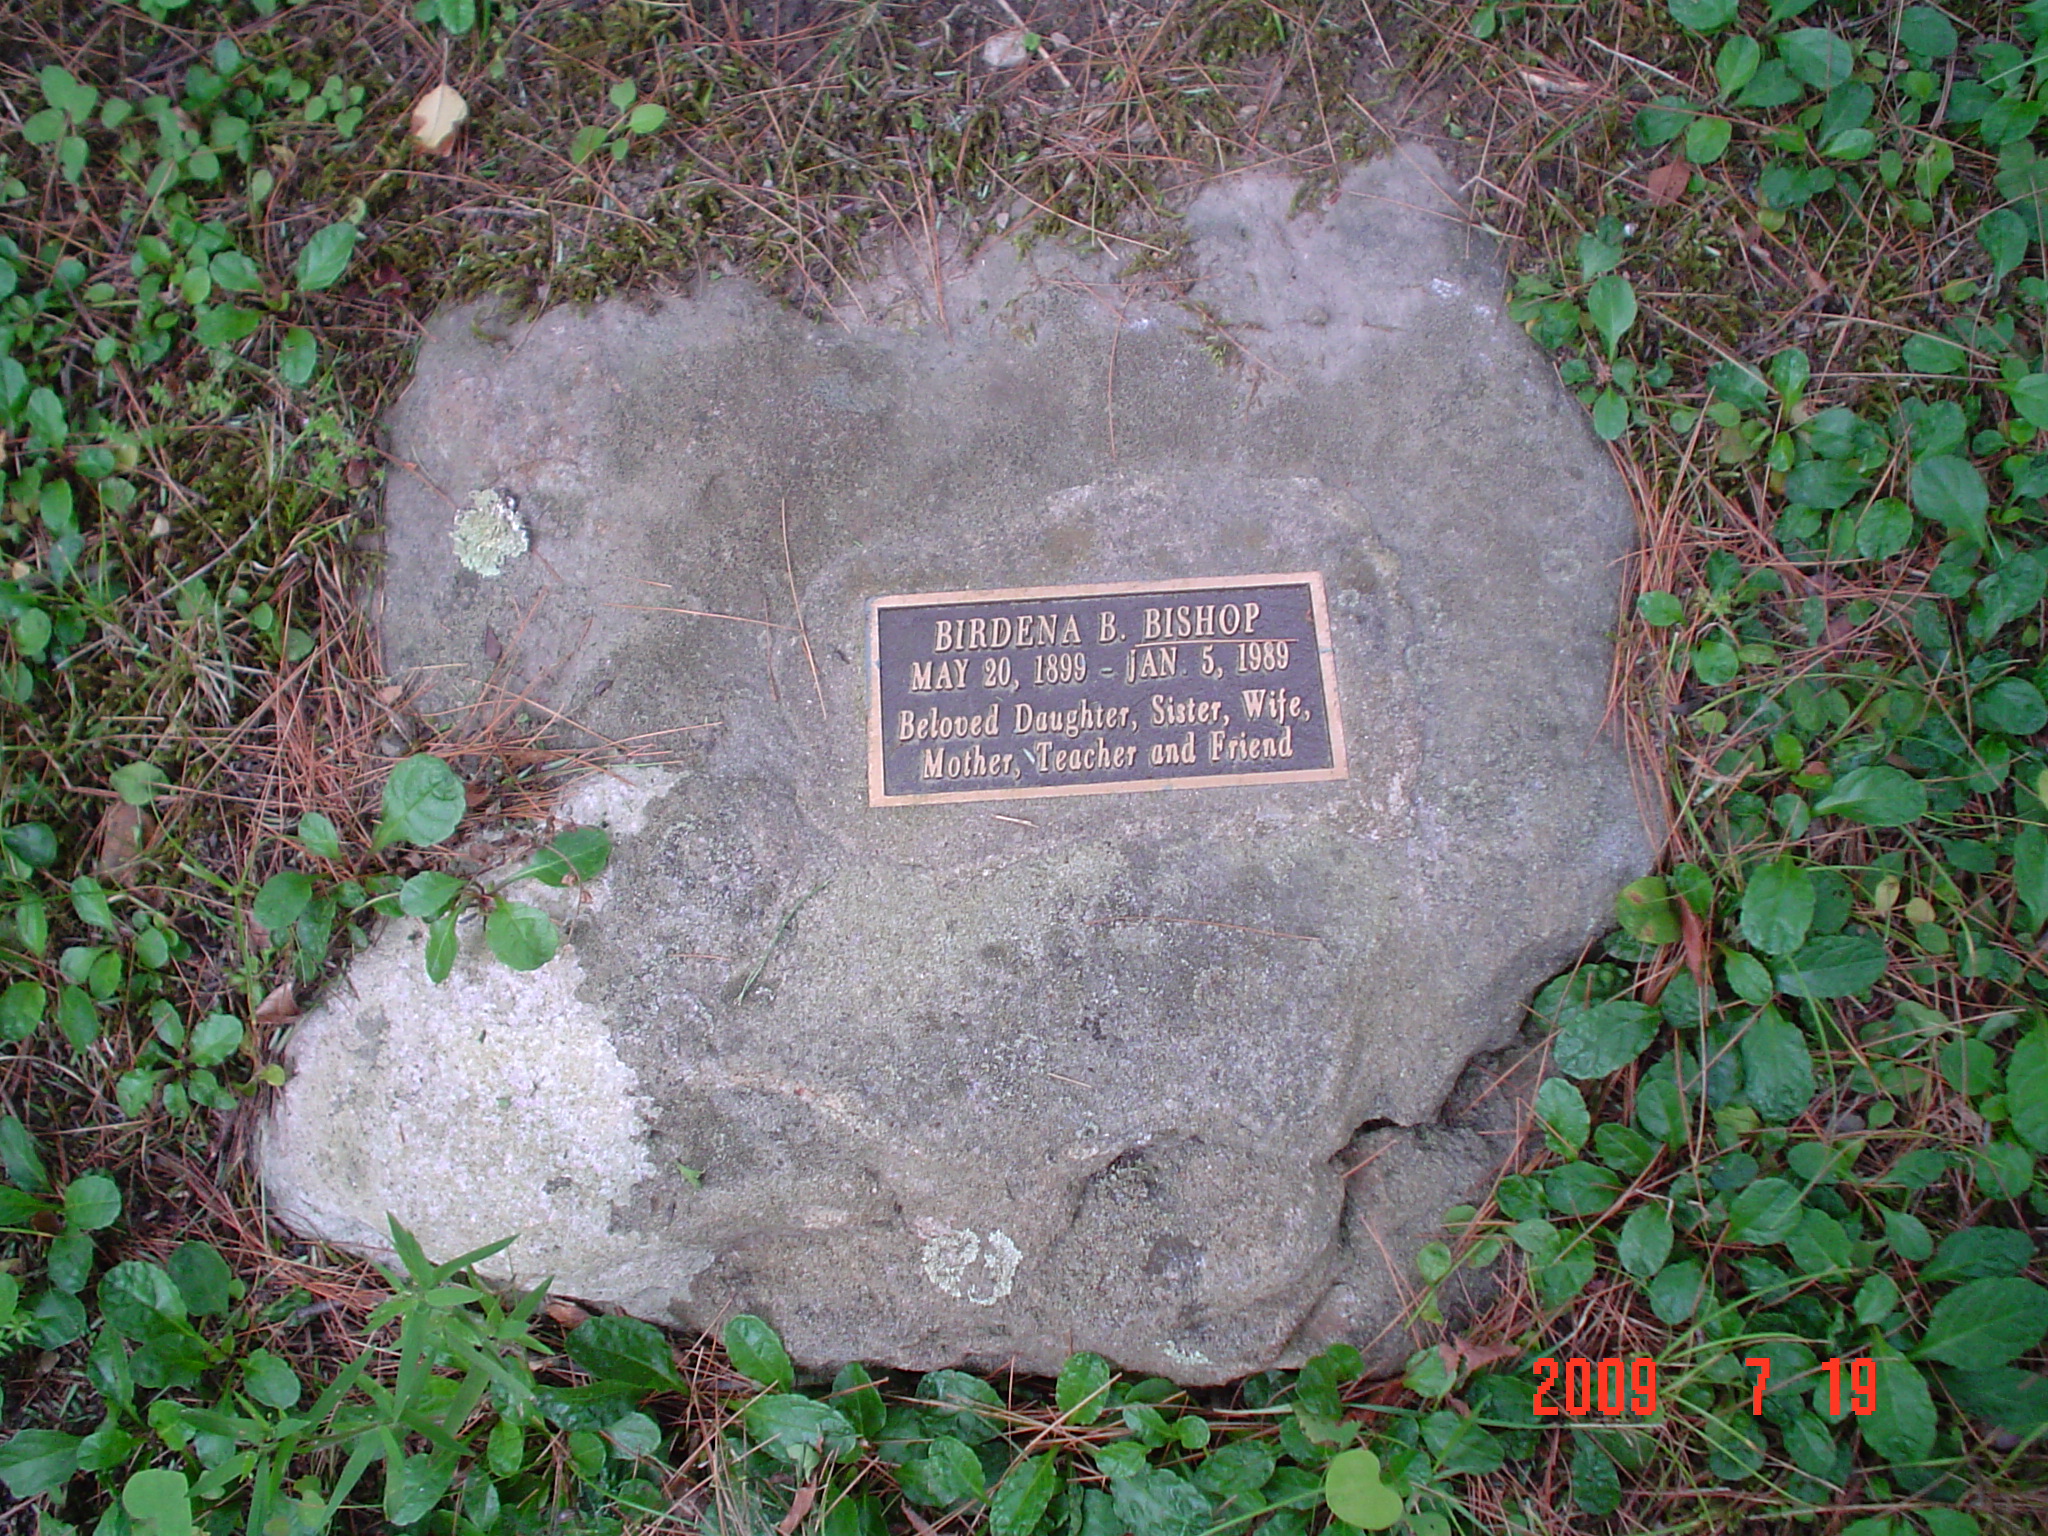 BIRDENA B. BISHOP
MAY 20, 1899 - JAN. 5, 1989
Beloved Daughter, Sister, Wife,
Mother, Teacher and Friend
2009 7 19